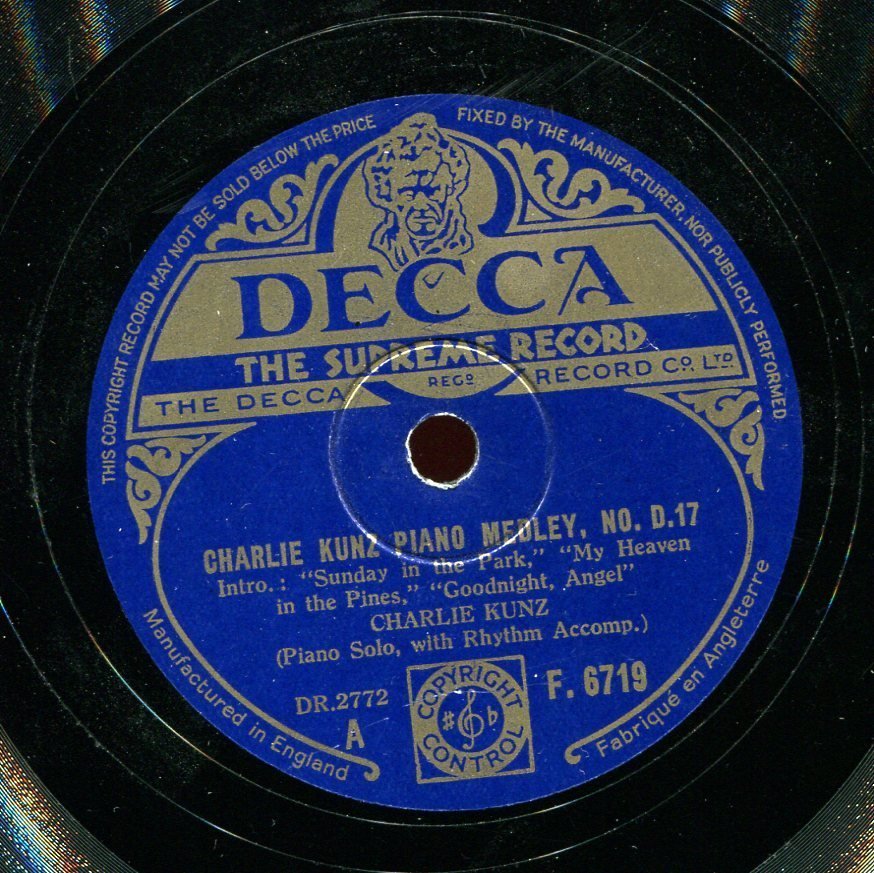 THIS COPYRIGHT RECORD MAY NOT BE SOLD BELOW THE PRICE FIXED BY THE MANUFACTURER, NOR PUBLICLY PERFORMED
DECCA
THE SUPREME RECORD
THE DECCA REGD RECORD CO. LTD
CHARLIE KUNZ PIANO MEDLEY, NO. D.17
Intro.: "Sunday in the Park," "My Heaven
in the Pines," "Goodnight, Angel"
CHARLIE KUNZ
(Piano Solo, with Rhythm Accomp.)
DR.2772
A
COPYRIGHT
CONTROL
F. 6719
Manufactured in England
Fabriqué en Angleterre